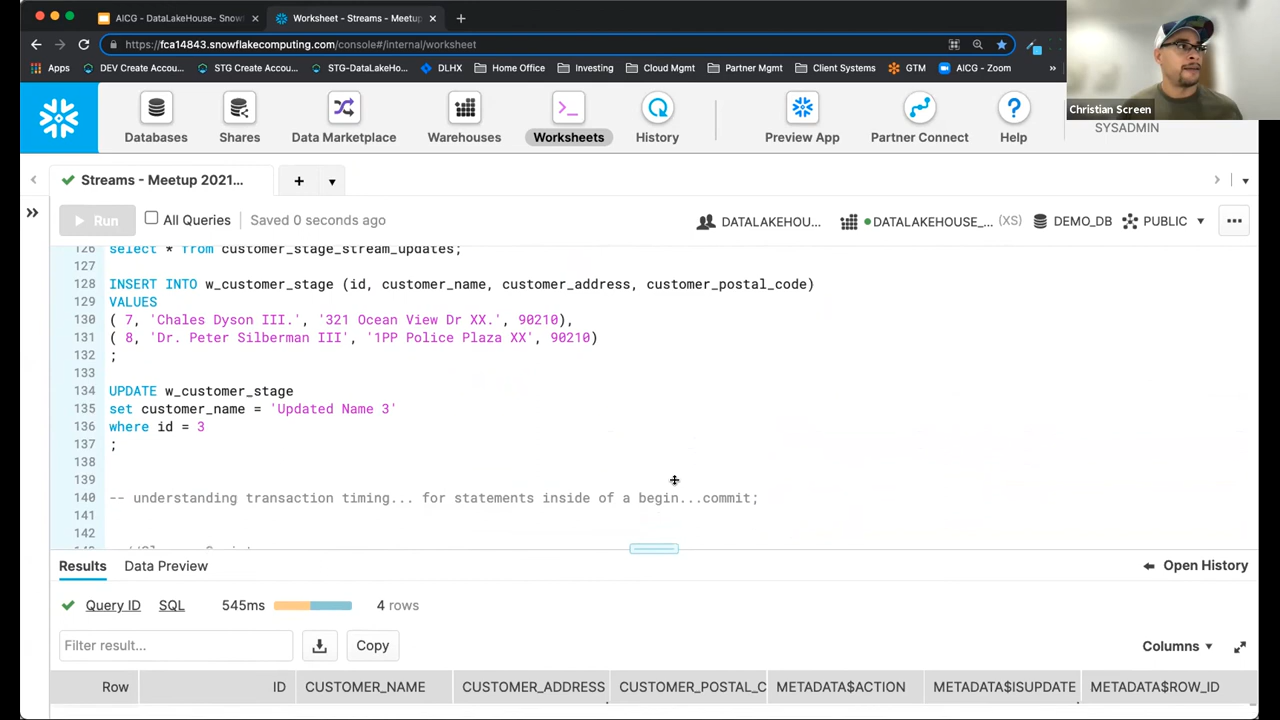 AICG - DataLakeHouse- Snowf
Worksheet - Streams - Meetup
https://fca14843.snowflakecomputing.com/console#/internal/worksheet
Apps
DEV Create Accou...
STG Create Accoun...
STG-DataLakeHo...
DLHX
Home Office
Investing
Cloud Mgmt
Partner Mgmt
Client Systems
GTM
AICG - Zoom
»
Christian Screen
SYSADMIN
Databases
Shares
Data Marketplace
Warehouses
Worksheets
History
Preview App
Partner Connect
Help
Streams - Meetup 2021...
Run
All Queries
Saved 0 seconds ago
DATALAKEHOU...
DATALAKEHOUSE_... (XS)
DEMO_DB
PUBLIC
126 select * from customer_stage_stream_updates;
127
128 INSERT INTO w_customer_stage (id, customer_name, customer_address, customer_postal_code)
129 VALUES
130 ( 7, 'Chales Dyson III.', '321 Ocean View Dr XX.', 90210),
131 ( 8, 'Dr. Peter Silberman III', '1PP Police Plaza XX', 90210)
132 ;
133
134 UPDATE w_customer_stage
135 set customer_name = 'Updated Name 3'
136 where id = 3
137 ;
138
139
140 -- understanding transaction timing... for statements inside of a begin...commit;
141
142
Results
Data Preview
Open History
Query ID
SQL
545ms
4 rows
Filter result...
Copy
Columns
Row
ID
CUSTOMER_NAME
CUSTOMER_ADDRESS
CUSTOMER_POSTAL_C
METADATA$ACTION
METADATA$ISUPDATE
METADATA$ROW_ID